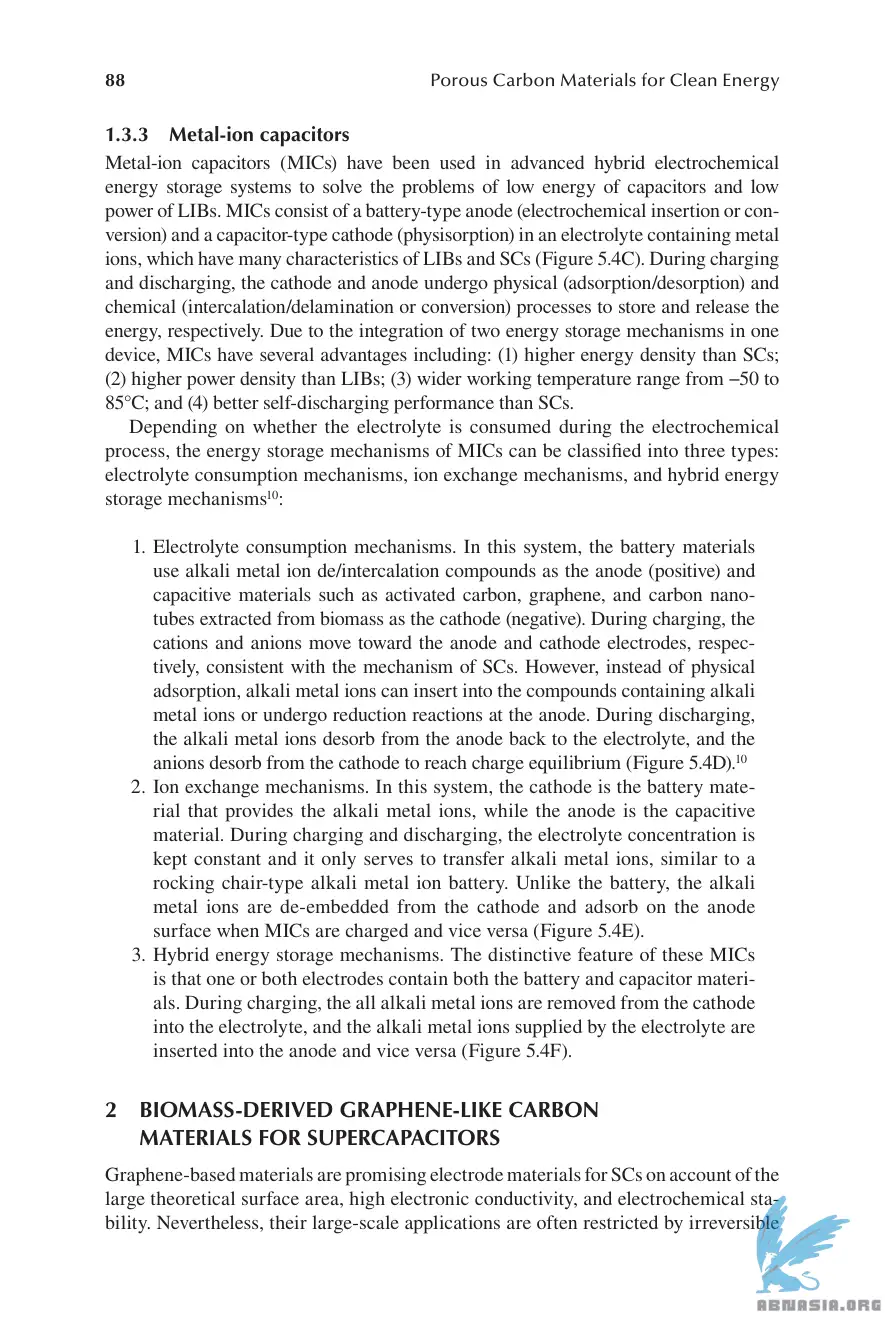 88
Porous Carbon Materials for Clean Energy
1.3.3 Metal-ion capacitors
Metal-ion capacitors (MICs) have been used in advanced hybrid electrochemical
energy storage systems to solve the problems of low energy of capacitors and low
power of LIBs. MICs consist of a battery-type anode (electrochemical insertion or con-
version) and a capacitor-type cathode (physisorption) in an electrolyte containing metal
ions, which have many characteristics of LIBs and SCs (Figure 5.4C). During charging
and discharging, the cathode and anode undergo physical (adsorption/desorption) and
chemical (intercalation/delamination or conversion) processes to store and release the
energy, respectively. Due to the integration of two energy storage mechanisms in one
device, MICs have several advantages including: (1) higher energy density than SCs;
(2) higher power density than LIBs; (3) wider working temperature range from −50 to
85°C; and (4) better self-discharging performance than SCs.
Depending on whether the electrolyte is consumed during the electrochemical
process, the energy storage mechanisms of MICs can be classified into three types:
electrolyte consumption mechanisms, ion exchange mechanisms, and hybrid energy
storage mechanisms¹⁰:
1. Electrolyte consumption mechanisms. In this system, the battery materials
use alkali metal ion de/intercalation compounds as the anode (positive) and
capacitive materials such as activated carbon, graphene, and carbon nano-
tubes extracted from biomass as the cathode (negative). During charging, the
cations and anions move toward the anode and cathode electrodes, respec-
tively, consistent with the mechanism of SCs. However, instead of physical
adsorption, alkali metal ions can insert into the compounds containing alkali
metal ions or undergo reduction reactions at the anode. During discharging,
the alkali metal ions desorb from the anode back to the electrolyte, and the
anions desorb from the cathode to reach charge equilibrium (Figure 5.4D).¹⁰
2. Ion exchange mechanisms. In this system, the cathode is the battery mate-
rial that provides the alkali metal ions, while the anode is the capacitive
material. During charging and discharging, the electrolyte concentration is
kept constant and it only serves to transfer alkali metal ions, similar to a
rocking chair-type alkali metal ion battery. Unlike the battery, the alkali
metal ions are de-embedded from the cathode and adsorb on the anode
surface when MICs are charged and vice versa (Figure 5.4E).
3. Hybrid energy storage mechanisms. The distinctive feature of these MICs
is that one or both electrodes contain both the battery and capacitor materi-
als. During charging, the all alkali metal ions are removed from the cathode
into the electrolyte, and the alkali metal ions supplied by the electrolyte are
inserted into the anode and vice versa (Figure 5.4F).
2 BIOMASS-DERIVED GRAPHENE-LIKE CARBON
MATERIALS FOR SUPERCAPACITORS
Graphene-based materials are promising electrode materials for SCs on account of the
large theoretical surface area, high electronic conductivity, and electrochemical sta-
bility. Nevertheless, their large-scale applications are often restricted by irreversible
ABNASIA.ORG